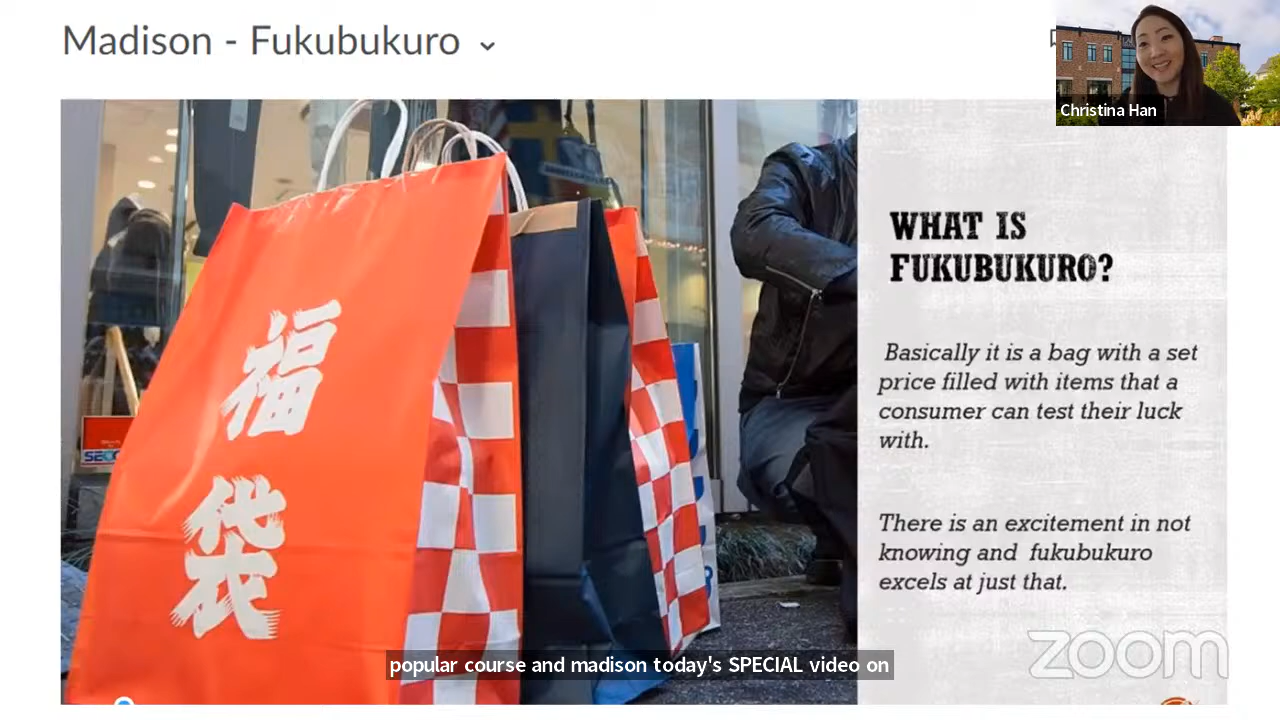 Madison - Fukubukuro
Christina Han
福
袋
WHAT IS
FUKUBUKURO?
Basically it is a bag with a set
price filled with items that a
consumer can test their luck
with.
There is an excitement in not
knowing and fukubukuro
excels at just that.
popular course and madison today's SPECIAL video on
zoom